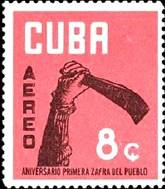 CUBA
AEREO
8¢
ANIVERSARIO PRIMERA ZAFRA DEL PUEBLO